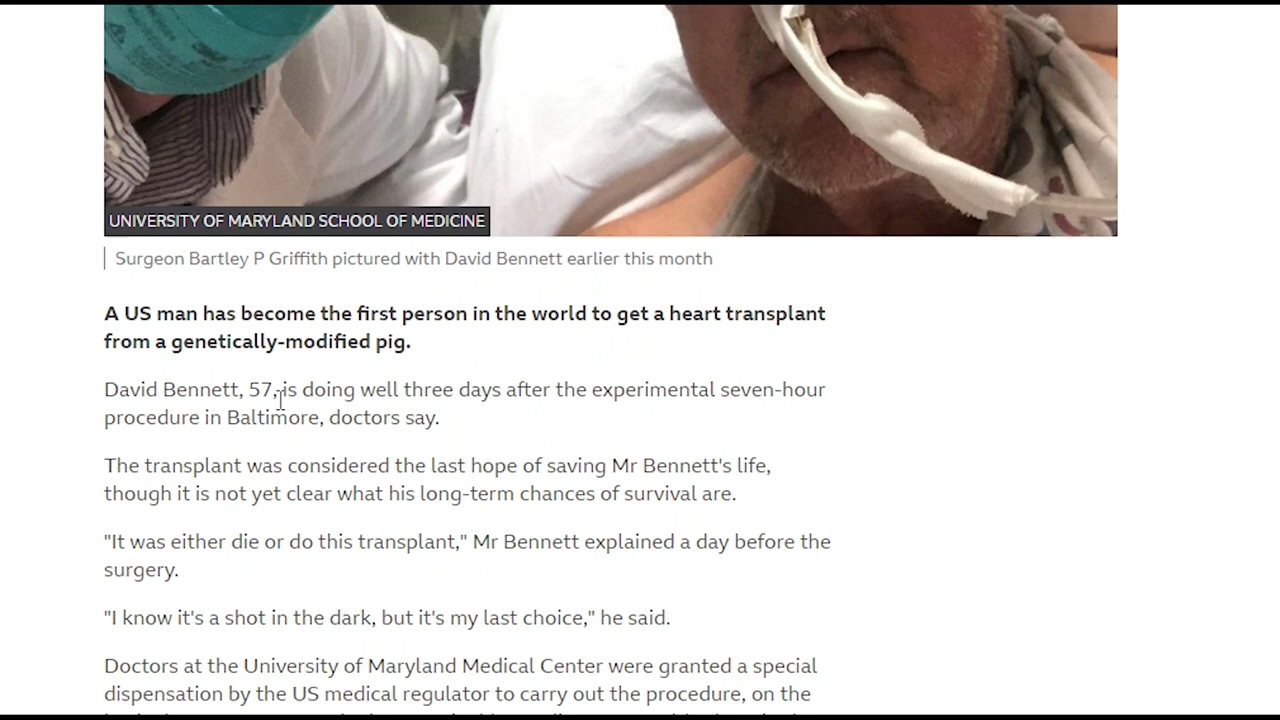 UNIVERSITY OF MARYLAND SCHOOL OF MEDICINE
Surgeon Bartley P Griffith pictured with David Bennett earlier this month
A US man has become the first person in the world to get a heart transplant
from a genetically-modified pig.
David Bennett, 57, is doing well three days after the experimental seven-hour
procedure in Baltimore, doctors say.
The transplant was considered the last hope of saving Mr Bennett's life,
though it is not yet clear what his long-term chances of survival are.
"It was either die or do this transplant," Mr Bennett explained a day before the
surgery.
"I know it's a shot in the dark, but it's my last choice," he said.
Doctors at the University of Maryland Medical Center were granted a special
dispensation by the US medical regulator to carry out the procedure, on the